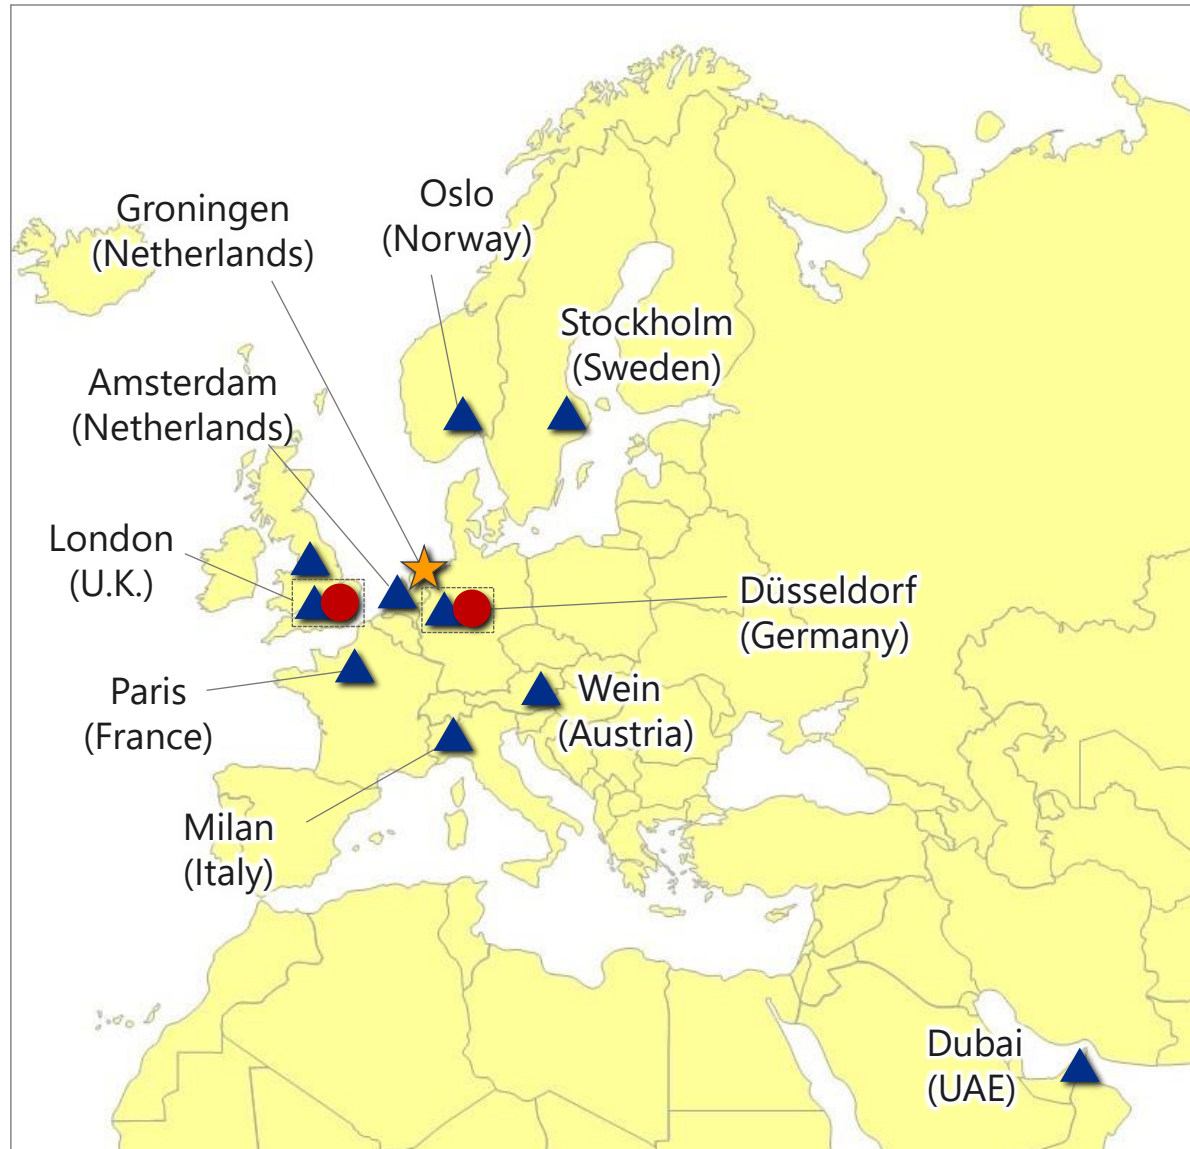 Groningen
(Netherlands)
Oslo
(Norway)
Stockholm
(Sweden)
Amsterdam
(Netherlands)
London
(U.K.)
Düsseldorf
(Germany)
Paris
(France)
Wein
(Austria)
Milan
(Italy)
Dubai
(UAE)